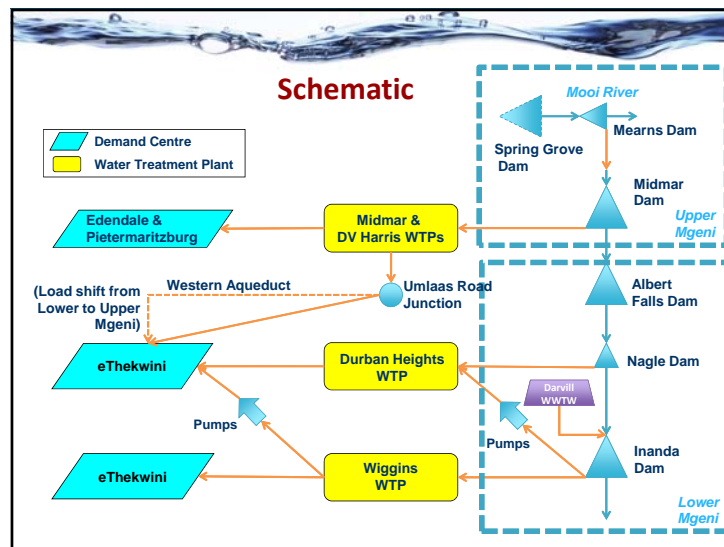 Schematic
Mooi River
Mearns Dam
Spring Grove
Dam
Demand Centre
Water Treatment Plant
Midmar
Dam
Upper
Mgeni
Edendale &
Pietermaritzburg
Midmar &
DV Harris WTPs
Western Aqueduct
Umlaas Road
Junction
(Load shift from
Lower to Upper
Mgeni)
Albert
Falls Dam
eThekwini
Durban Heights
WTP
Nagle Dam
Darvill
WWTW
Pumps
Pumps
Inanda
Dam
eThekwini
Wiggins
WTP
Lower
Mgeni